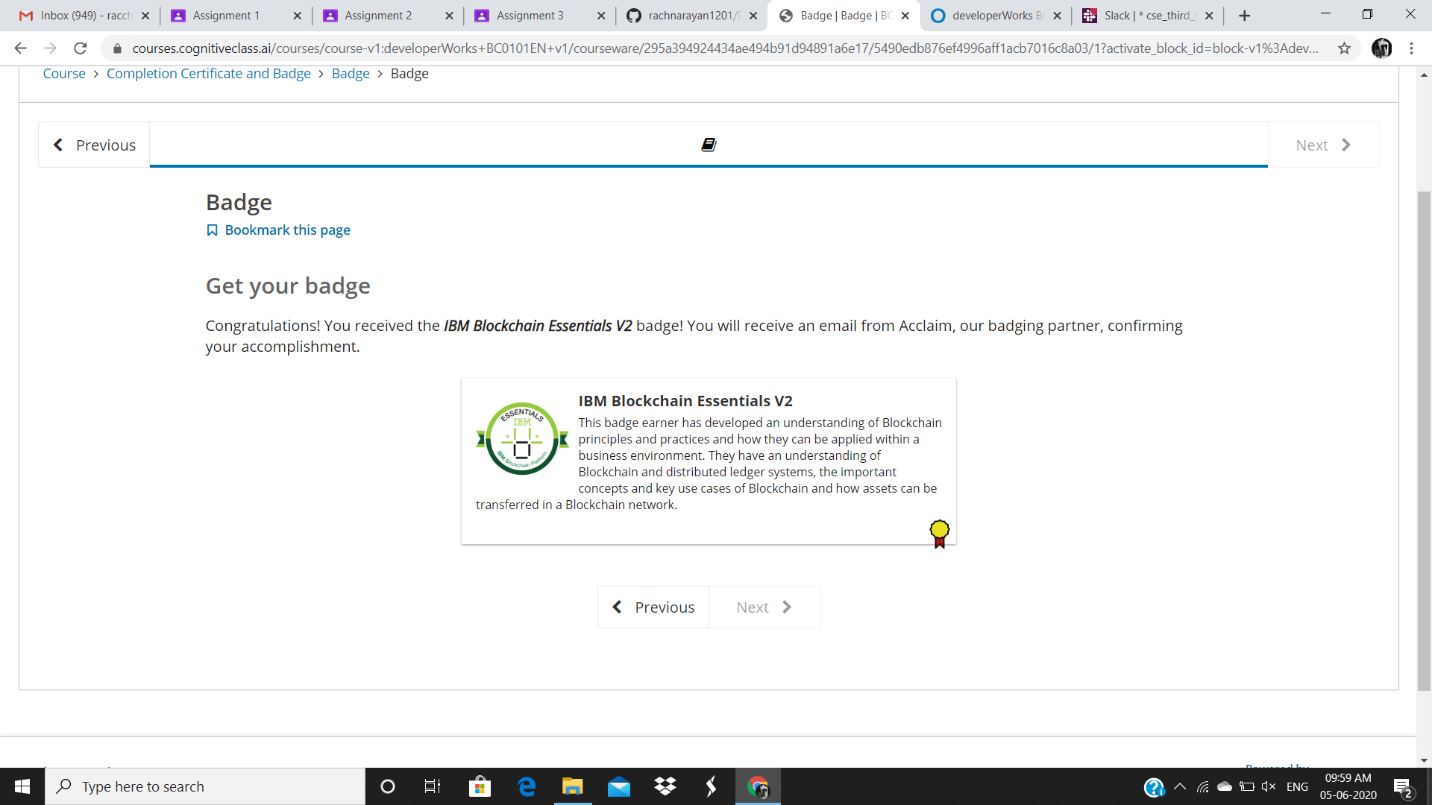 Inbox (949) - racch
Assignment 1
Assignment 2
Assignment 3
rachnarayan1201/
Badge | Badge | BC
developerWorks B
Slack | * cse_third_
courses.cognitiveclass.ai/courses/course-v1:developerWorks+BC0101EN+v1/courseware/295a394924434ae494b91d94891a6e17/5490edb876ef4996aff1acb7016c8a03/1?activate_block_id=block-v1%3Adev...
Course > Completion Certificate and Badge > Badge > Badge
Previous
Next
Badge
Bookmark this page
Get your badge
Congratulations! You received the IBM Blockchain Essentials V2 badge! You will receive an email from Acclaim, our badging partner, confirming
your accomplishment.
ESSENTIALS
IBM
IBM Blockchain Platform
IBM Blockchain Essentials V2
This badge earner has developed an understanding of Blockchain
principles and practices and how they can be applied within a
business environment. They have an understanding of
Blockchain and distributed ledger systems, the important
concepts and key use cases of Blockchain and how assets can be
transferred in a Blockchain network.
Previous
Next
Type here to search
ENG
09:59 AM
05-06-2020
2